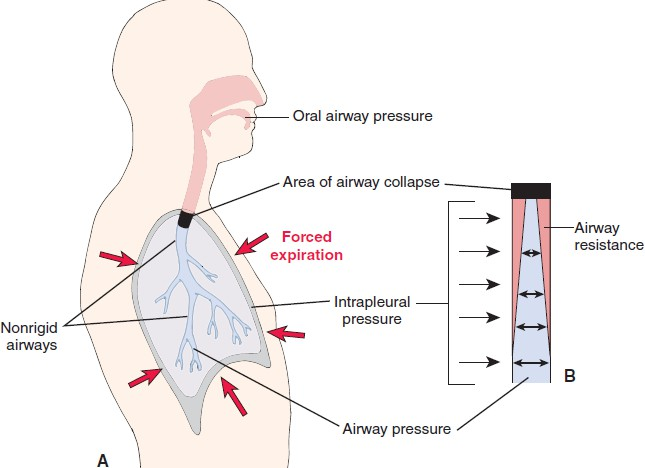 Oral airway pressure
Area of airway collapse
Forced
expiration
Airway
resistance
Intrapleural
pressure
Nonrigid
airways
B
Airway pressure
A